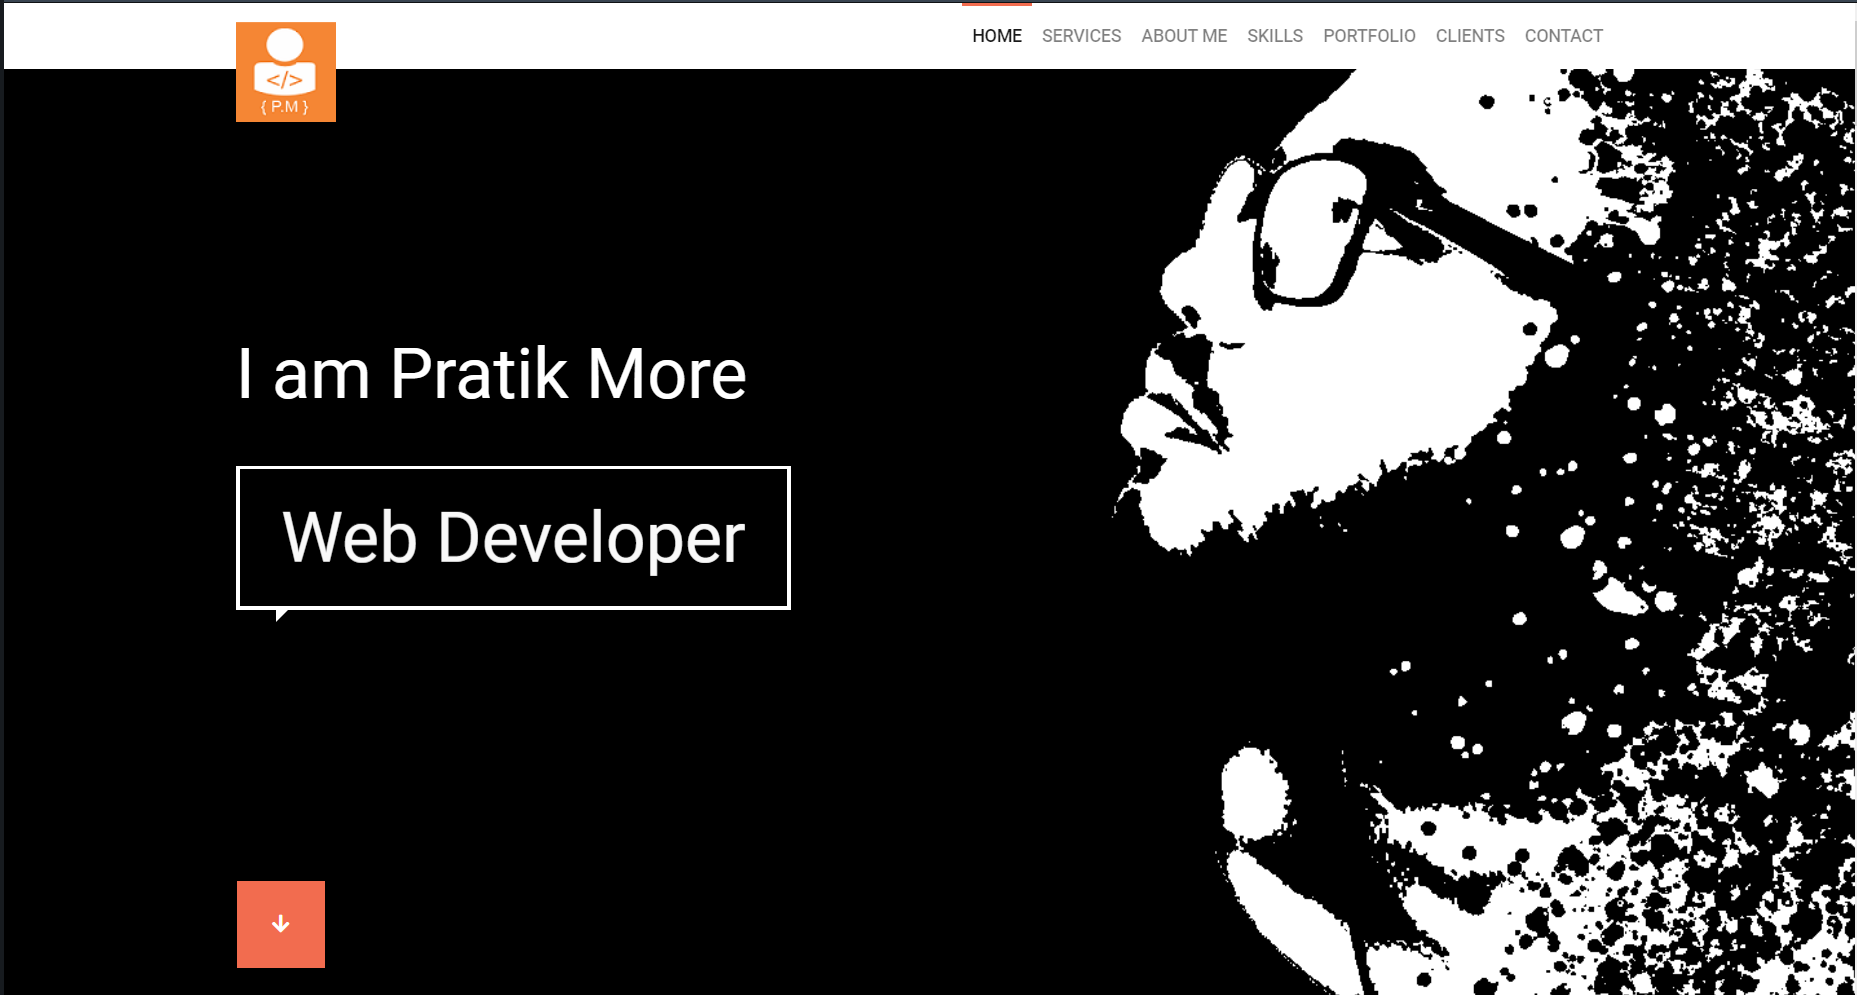 </>
{ P.M }
HOME SERVICES ABOUT ME SKILLS PORTFOLIO CLIENTS CONTACT
I am Pratik More
Web Developer